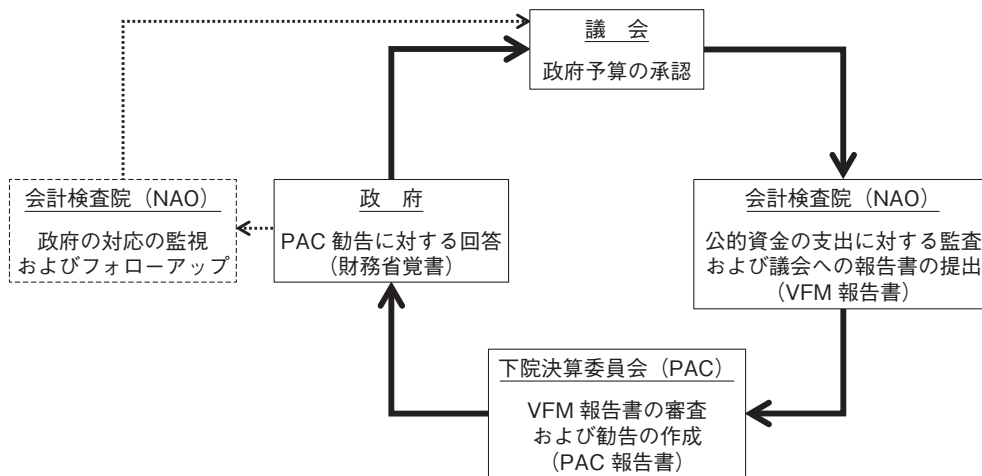 議　会
政府予算の承認
会計検査院（NAO）
政府の対応の監視
およびフォローアップ
政　府
PAC 勧告に対する回答
（財務省覚書）
会計検査院（NAO）
公的資金の支出に対する監査
および議会への報告書の提出
（VFM 報告書）
下院決算委員会（PAC）
VFM 報告書の審査
および勧告の作成
（PAC 報告書）